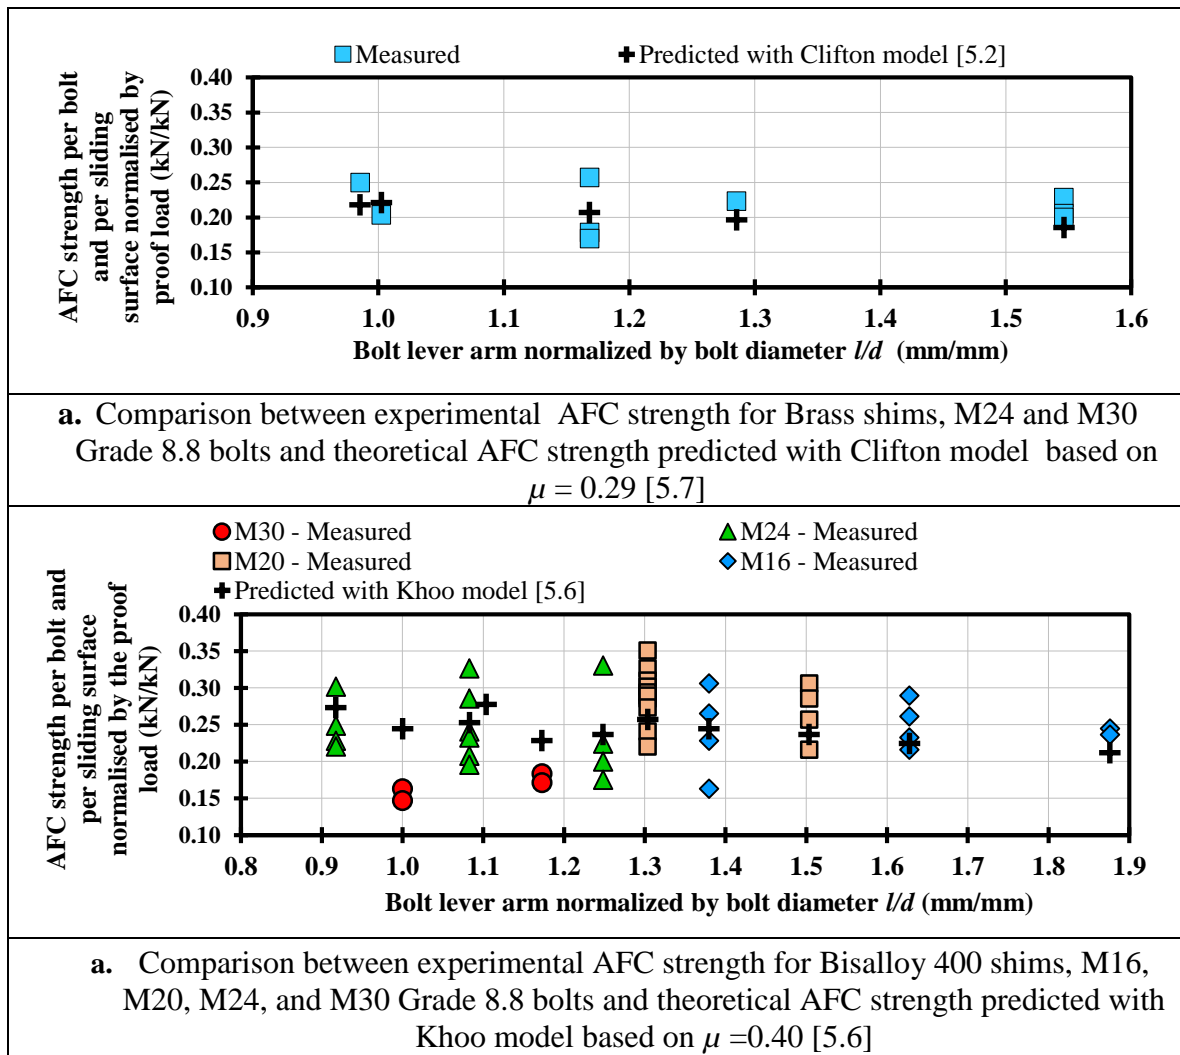 Measured
Predicted with Clifton model [5.2]
AFC strength per bolt
and per sliding
surface normalised by
proof load (kN/kN)
0.40
0.35
0.30
0.25
0.20
0.15
0.10
0.9 1.0 1.1 1.2 1.3 1.4 1.5 1.6
Bolt lever arm normalized by bolt diameter l/d (mm/mm)
a. Comparison between experimental AFC strength for Brass shims, M24 and M30
Grade 8.8 bolts and theoretical AFC strength predicted with Clifton model based on
μ = 0.29 [5.7]
M30 - Measured
M24 - Measured
M20 - Measured
M16 - Measured
Predicted with Khoo model [5.6]
AFC strength per bolt and
per sliding surface
normalised by the proof
load (kN/kN)
0.40
0.35
0.30
0.25
0.20
0.15
0.10
0.8 0.9 1.0 1.1 1.2 1.3 1.4 1.5 1.6 1.7 1.8 1.9
Bolt lever arm normalized by bolt diameter l/d (mm/mm)
a. Comparison between experimental AFC strength for Bisalloy 400 shims, M16,
M20, M24, and M30 Grade 8.8 bolts and theoretical AFC strength predicted with
Khoo model based on μ =0.40 [5.6]